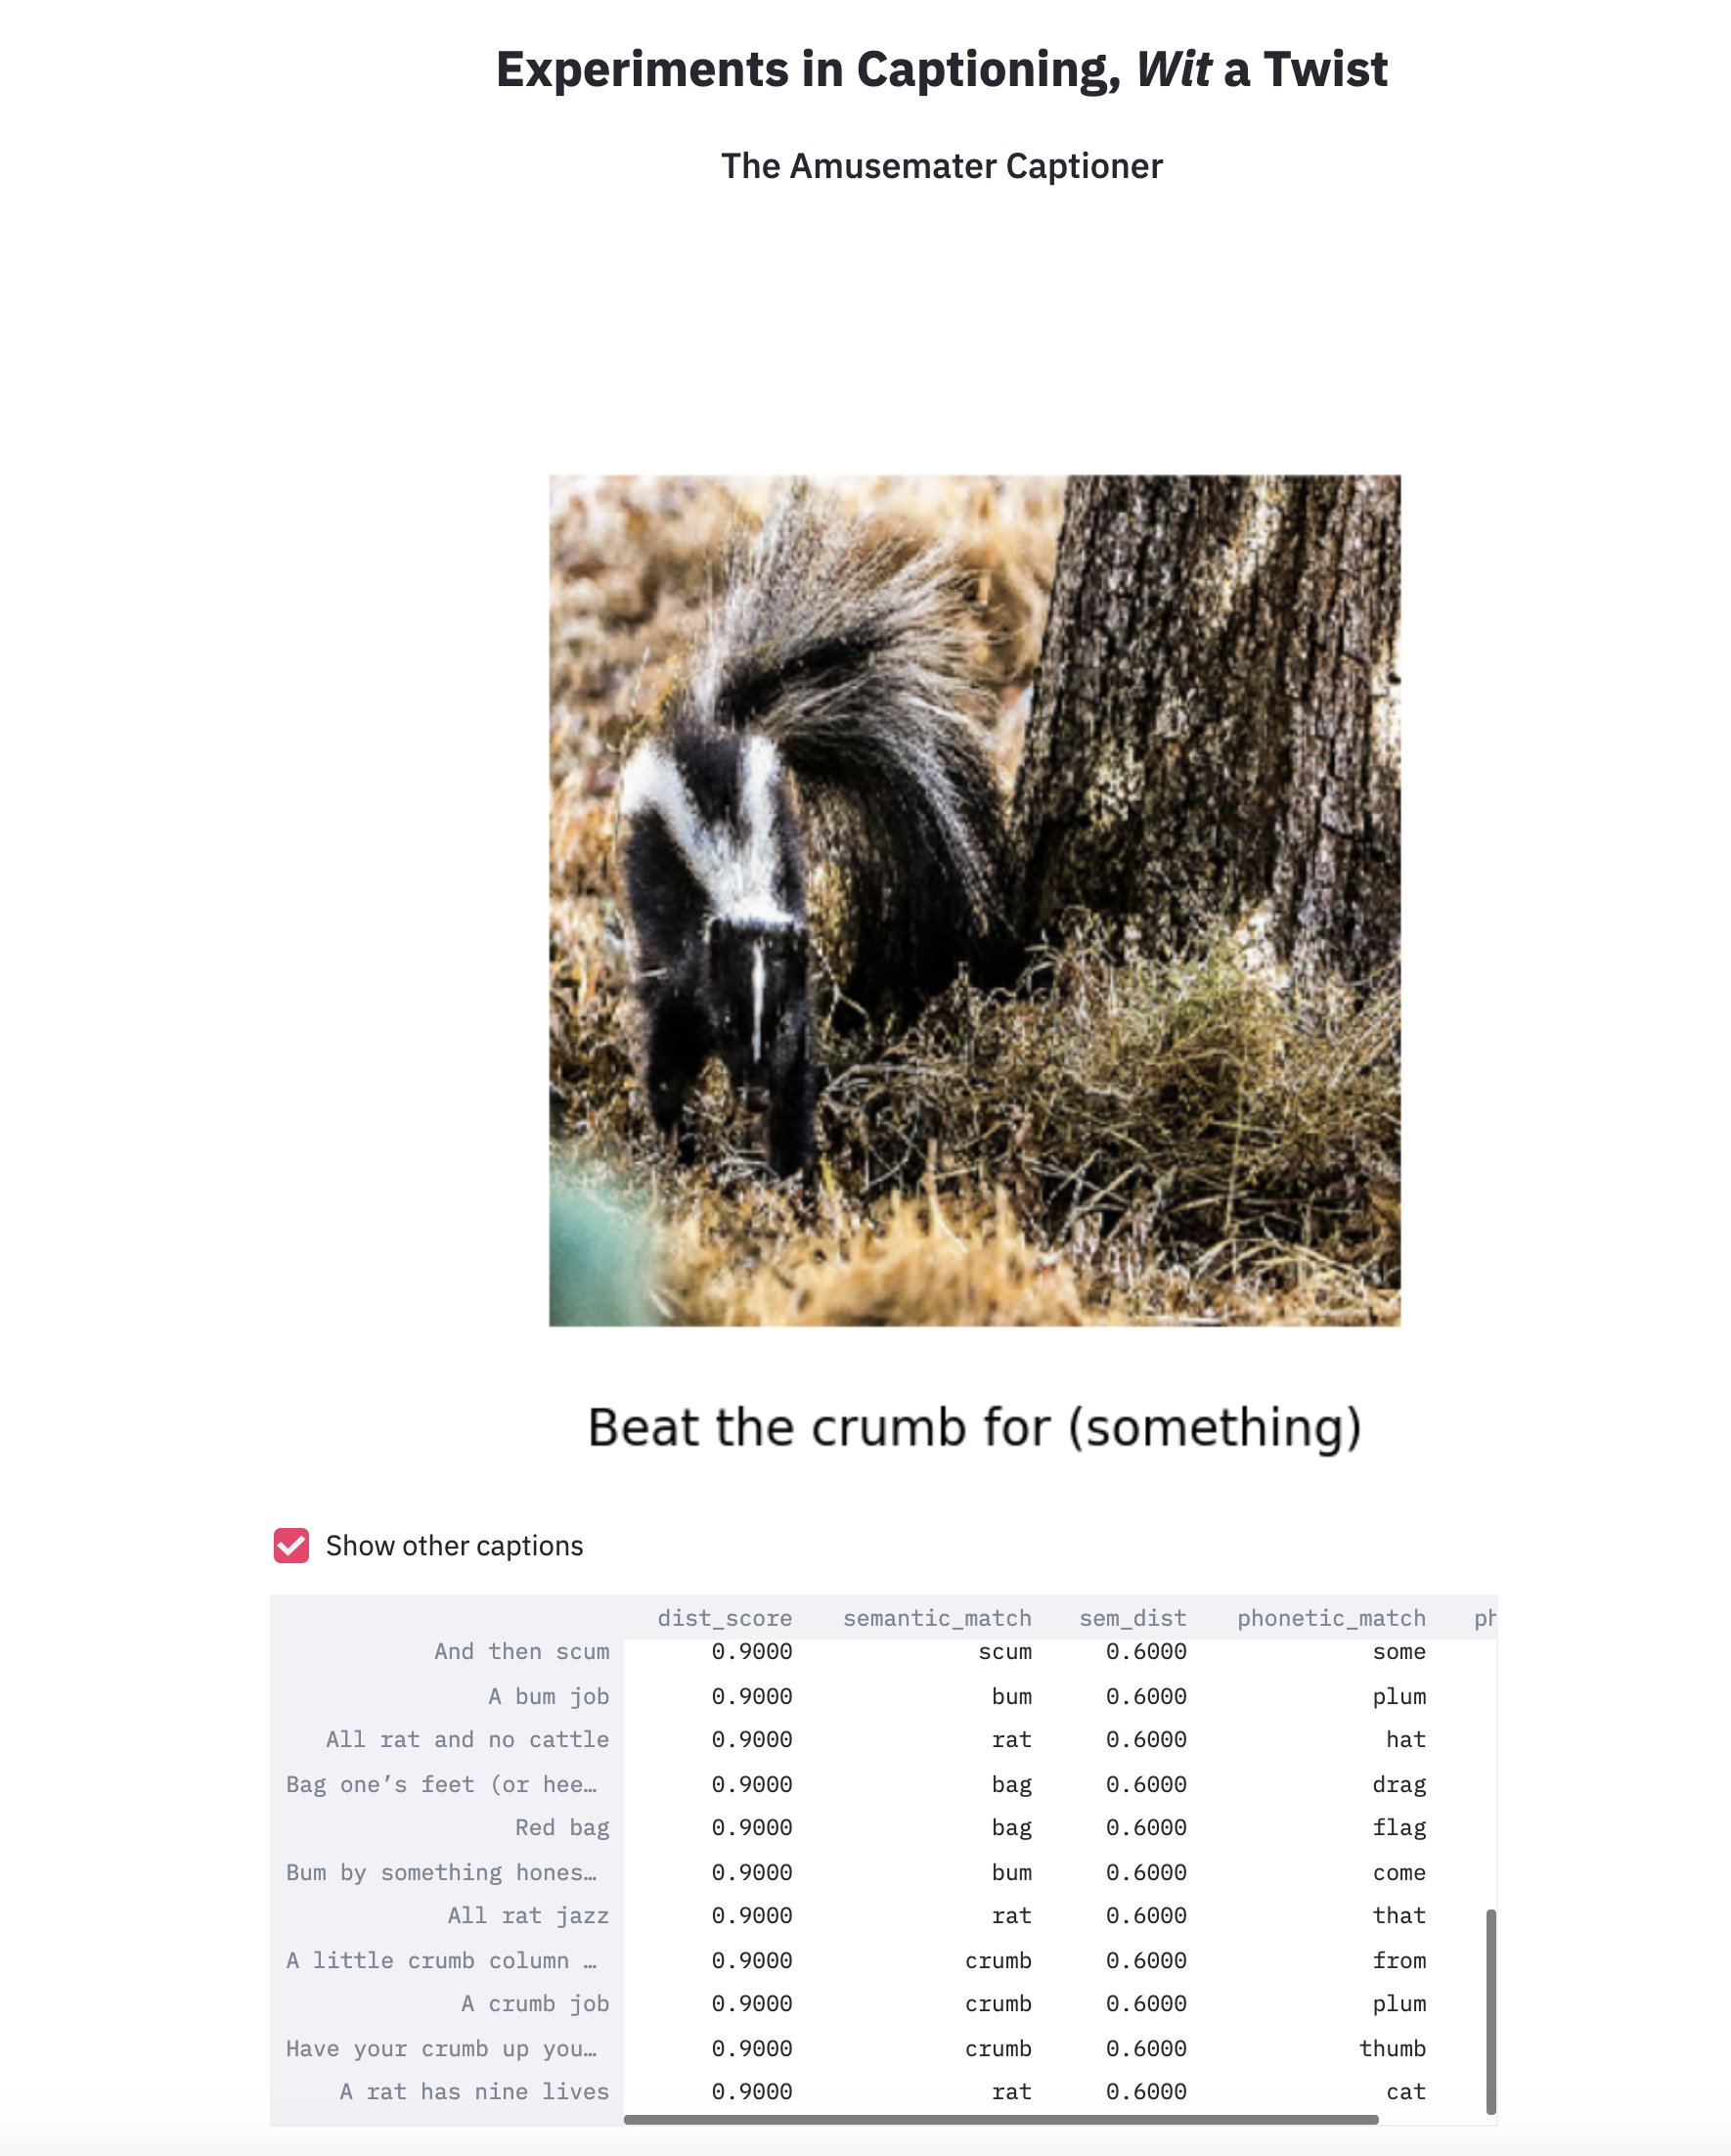 Experiments in Captioning, Wit a Twist
The Amusemater Captioner
Beat the crumb for (something)
Show other captions
dist_score semantic_match sem_dist phonetic_match ph
And then scum 0.9000 scum 0.6000 some
A bum job 0.9000 bum 0.6000 plum
All rat and no cattle 0.9000 rat 0.6000 hat
Bag one’s feet (or hee… 0.9000 bag 0.6000 drag
Red bag 0.9000 bag 0.6000 flag
Bum by something hones… 0.9000 bum 0.6000 come
All rat jazz 0.9000 rat 0.6000 that
A little crumb column … 0.9000 crumb 0.6000 from
A crumb job 0.9000 crumb 0.6000 plum
Have your crumb up you… 0.9000 crumb 0.6000 thumb
A rat has nine lives 0.9000 rat 0.6000 cat